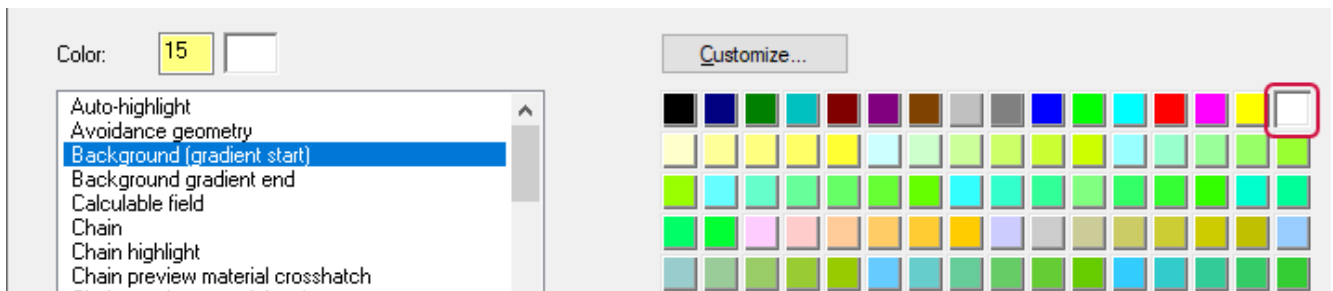 Color: 15
Customize...
Auto-highlight
Avoidance geometry
Background (gradient start)
Background gradient end
Calculable field
Chain
Chain highlight
Chain preview material crosshatch